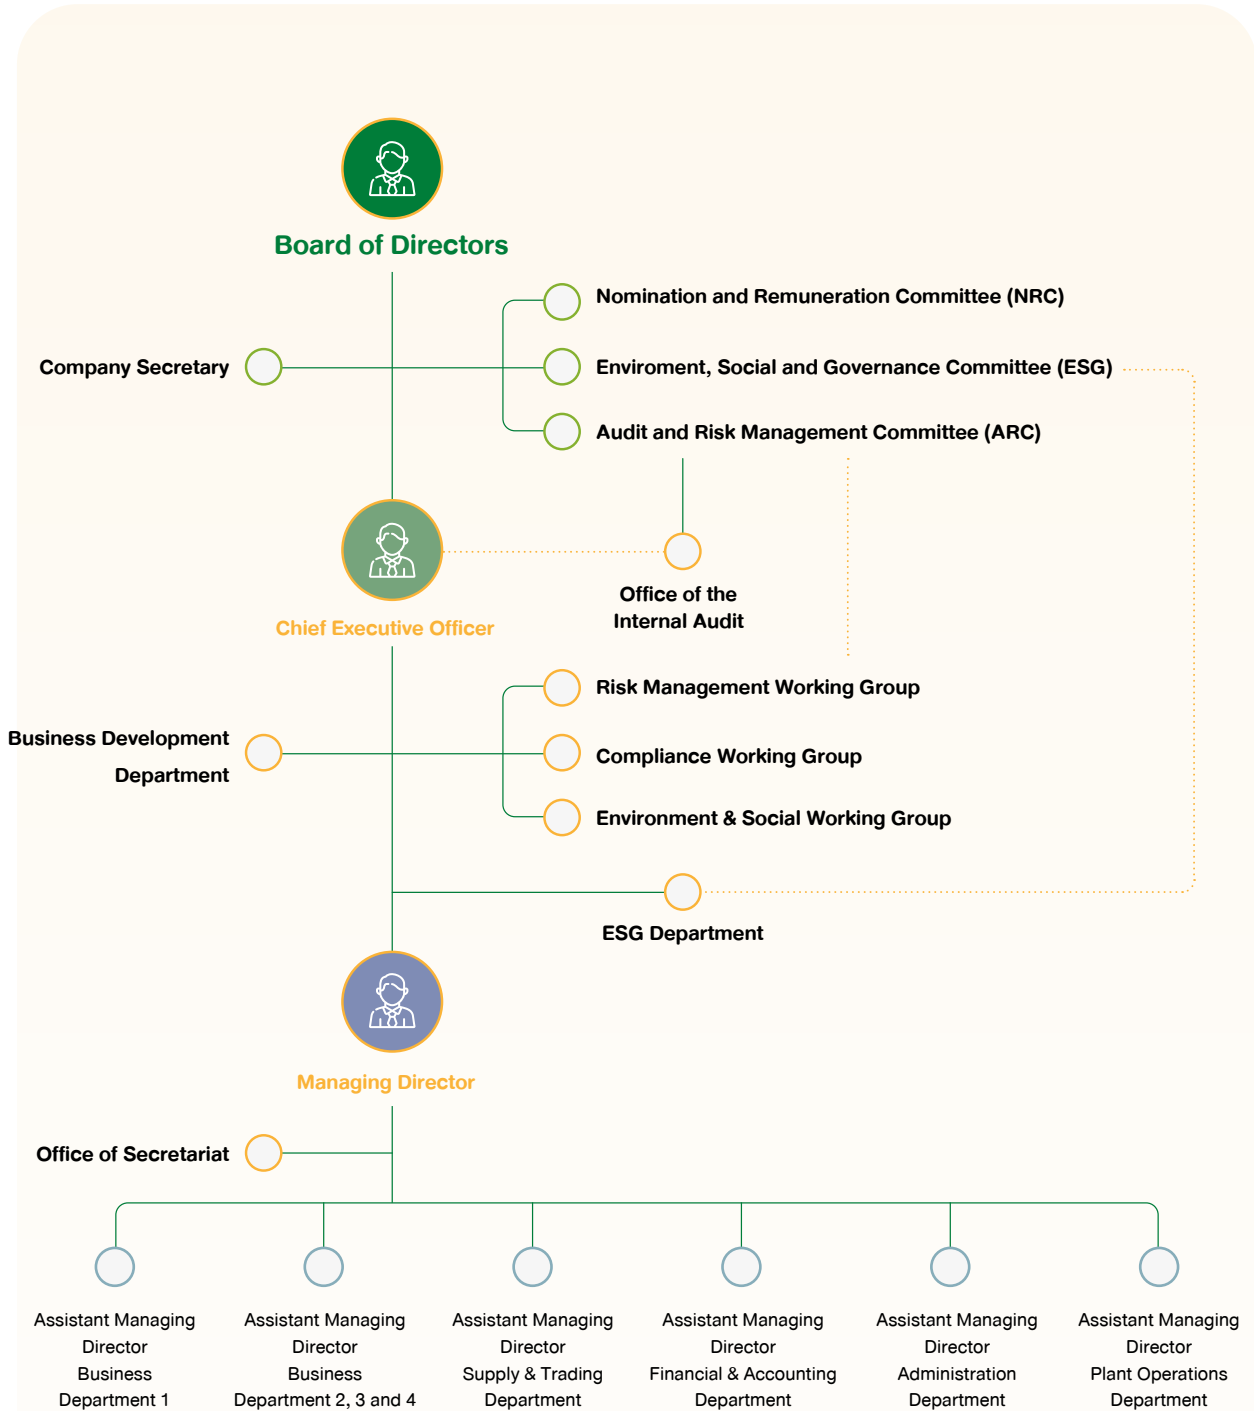 Board of Directors
Nomination and Remuneration Committee (NRC)
Company Secretary
Enviroment, Social and Governance Committee (ESG)
Audit and Risk Management Committee (ARC)
Office of the
Internal Audit
Chief Executive Officer
Risk Management Working Group
Business Development
Department
Compliance Working Group
Environment & Social Working Group
ESG Department
Managing Director
Office of Secretariat
Assistant Managing
Director
Business
Department 1
Assistant Managing
Director
Business
Department 2, 3 and 4
Assistant Managing
Director
Supply & Trading
Department
Assistant Managing
Director
Financial & Accounting
Department
Assistant Managing
Director
Administration
Department
Assistant Managing
Director
Plant Operations
Department